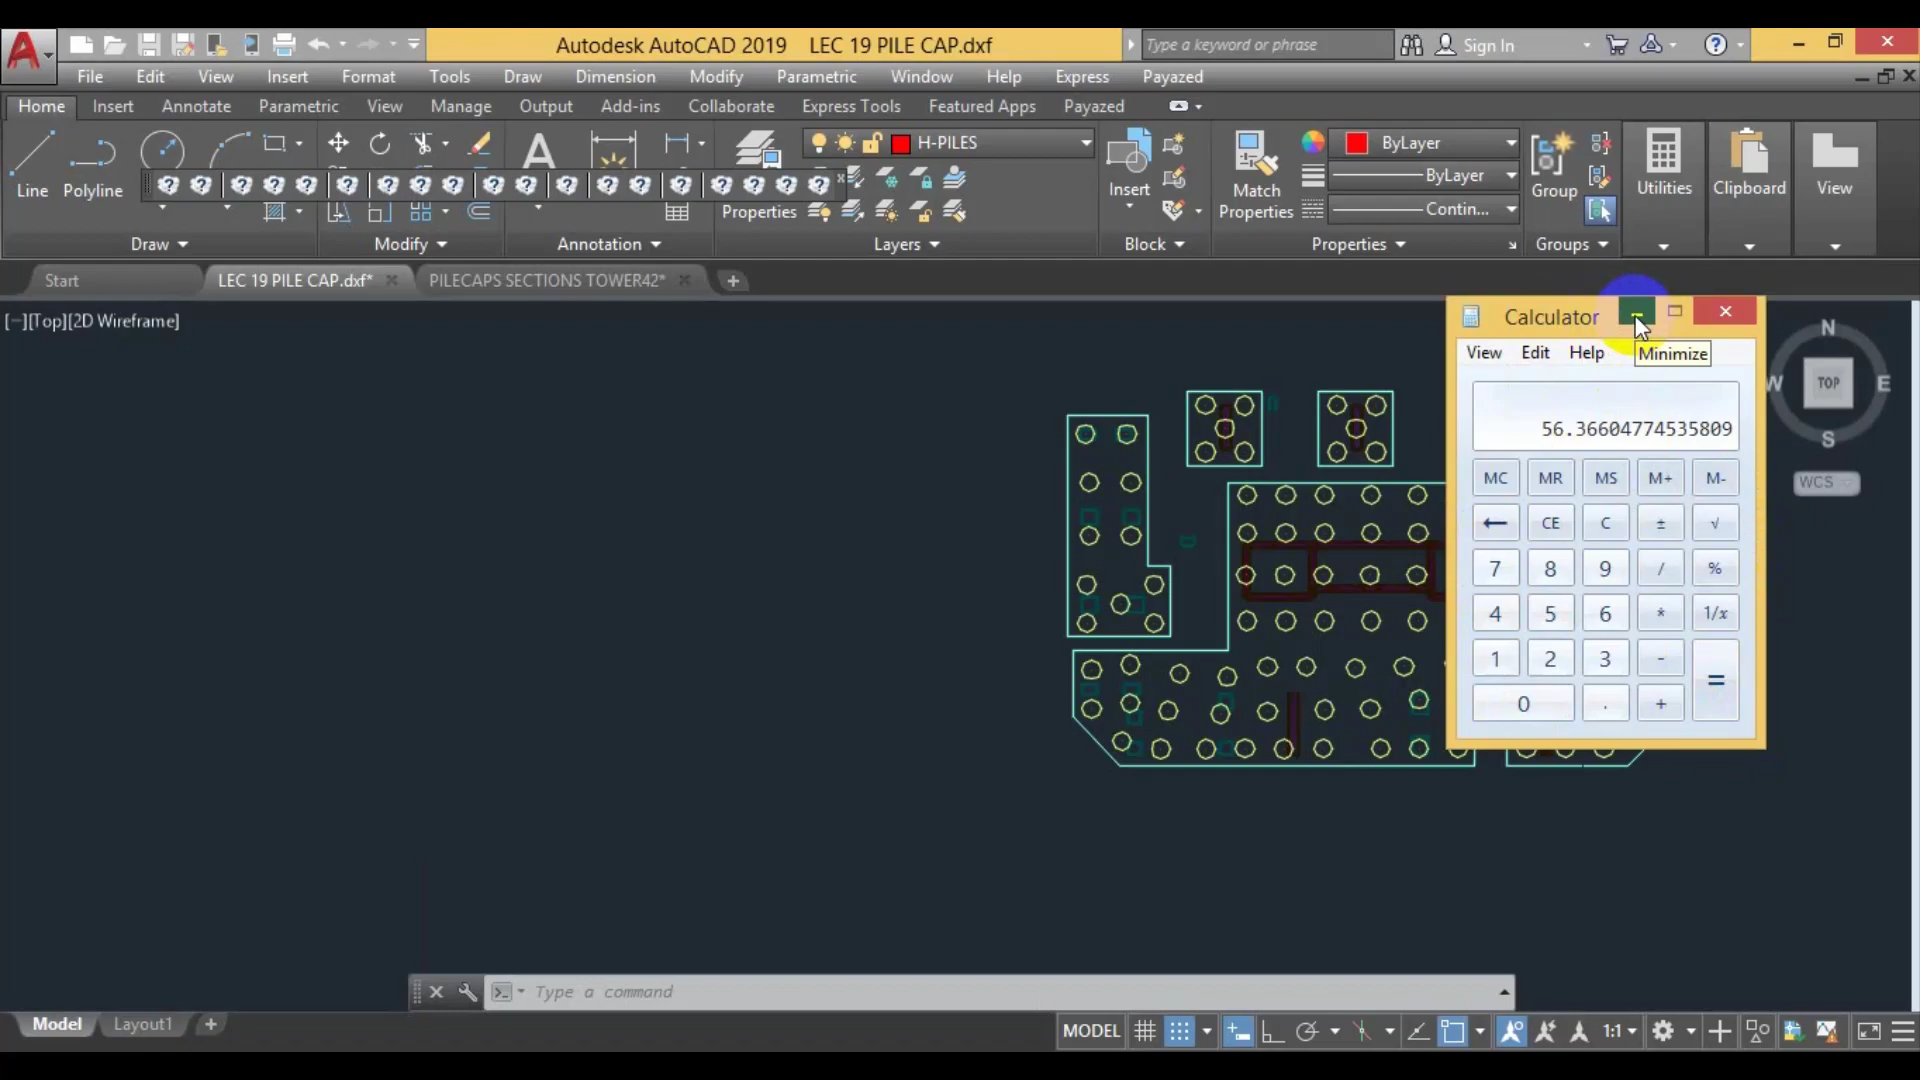 Autodesk AutoCAD 2019 LEC 19 PILE CAP.dxf
Type a keyword or phrase
Sign In
File Edit View Insert Format Tools Draw Dimension Modify Parametric Window Help Express Payazed
Home Insert Annotate Parametric View Manage Output Add-ins Collaborate Express Tools Featured Apps Payazed
H-PILES
ByLayer
Line Polyline
Properties
Insert
Match
Properties
ByLayer
Contin...
Group
Utilities
Clipboard
View
Draw Modify Annotation Layers Block Properties Groups
Start LEC 19 PILE CAP.dxf* PILECAPS SECTIONS TOWER42*
[−][Top][2D Wireframe]
Calculator
View Edit Help
Minimize
56.36604774535809
MC MR MS M+ M-
← CE C ± √
7 8 9 / %
4 5 6 * 1/x
1 2 3 - =
0 . +
N
W TOP E
S
WCS
Type a command
Model Layout1 +
MODEL 1:1